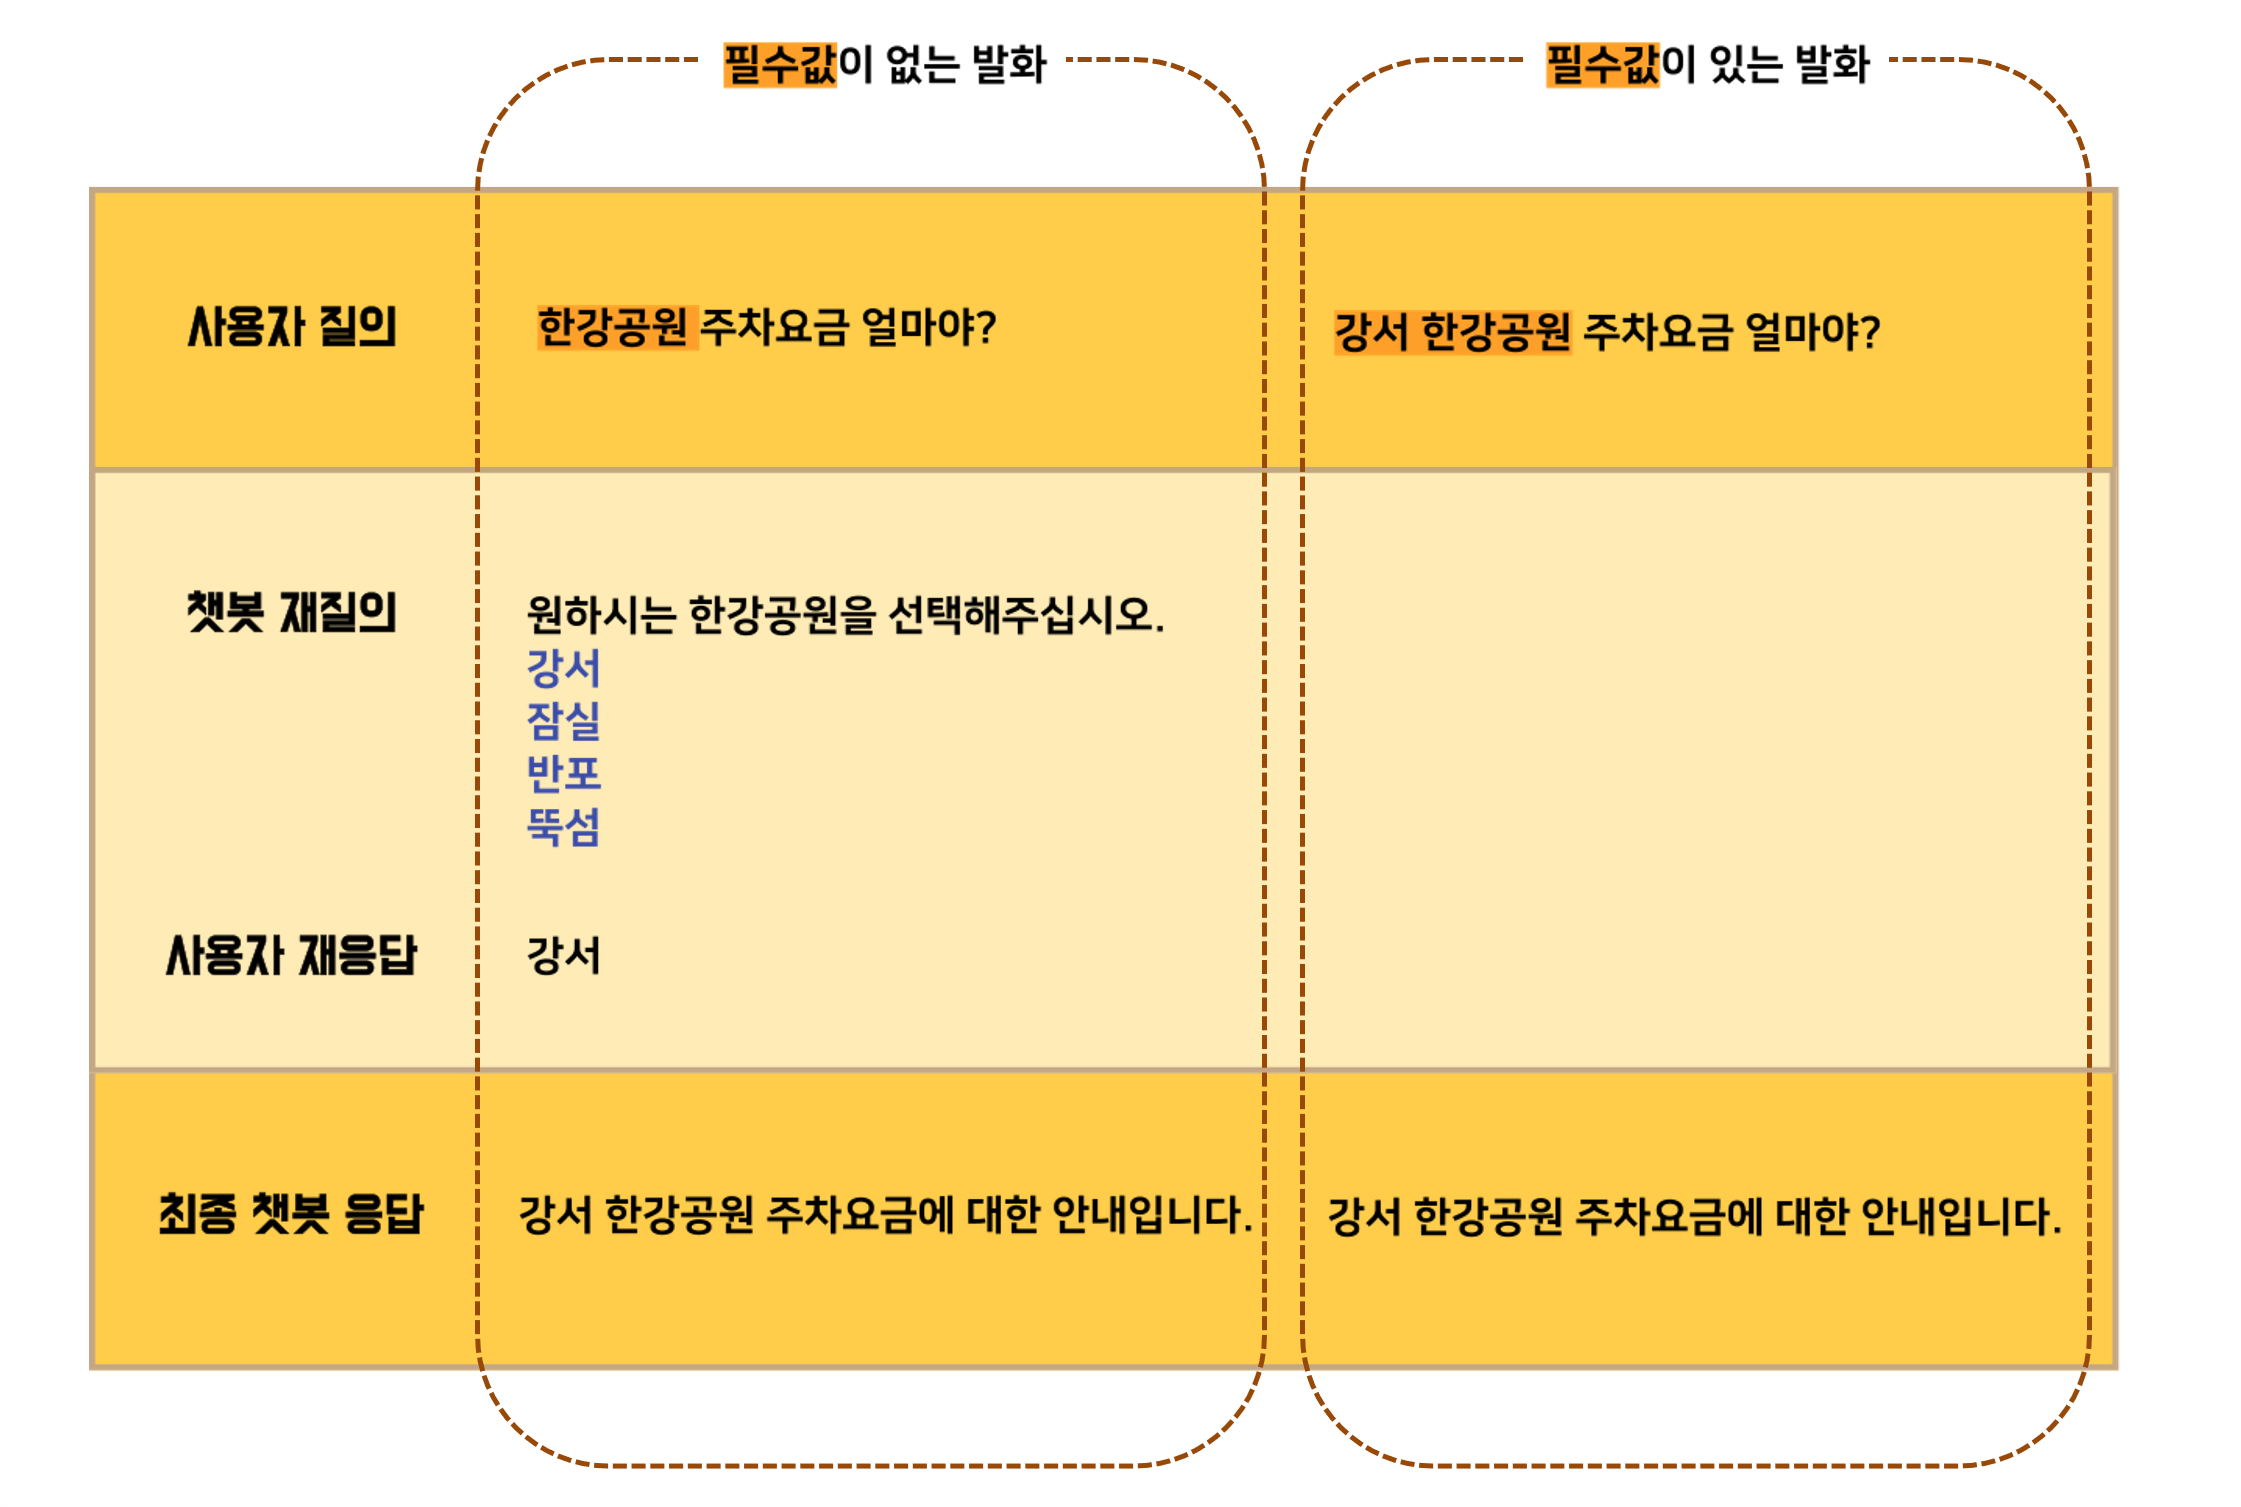 필수값이 없는 발화
필수값이 있는 발화
사용자 질의
한강공원 주차요금 얼마야?
강서 한강공원 주차요금 얼마야?
챗봇 재질의
원하시는 한강공원을 선택해주십시오.
강서
잠실
반포
뚝섬
사용자 재응답
강서
최종 챗봇 응답
강서 한강공원 주차요금에 대한 안내입니다.
강서 한강공원 주차요금에 대한 안내입니다.